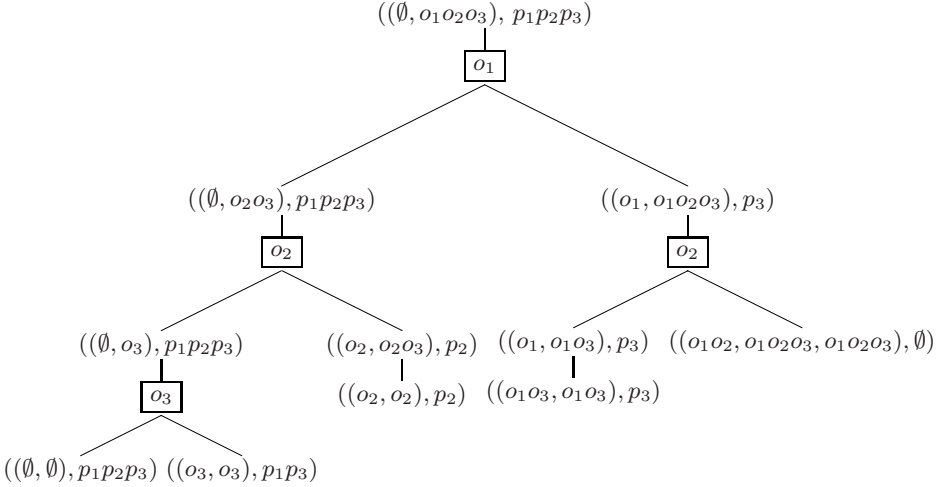 ((∅, o₁o₂o₃), p₁p₂p₃)
o₁
((∅, o₂o₃), p₁p₂p₃) ((o₁, o₁o₂o₃), p₃)
o₂ o₂
((∅, o₃), p₁p₂p₃) ((o₂, o₂o₃), p₂) ((o₁, o₁o₃), p₃) ((o₁o₂, o₁o₂o₃, o₁o₂o₃), ∅)
o₃ ((o₂, o₂), p₂) ((o₁o₃, o₁o₃), p₃)
((∅, ∅), p₁p₂p₃) ((o₃, o₃), p₁p₃)